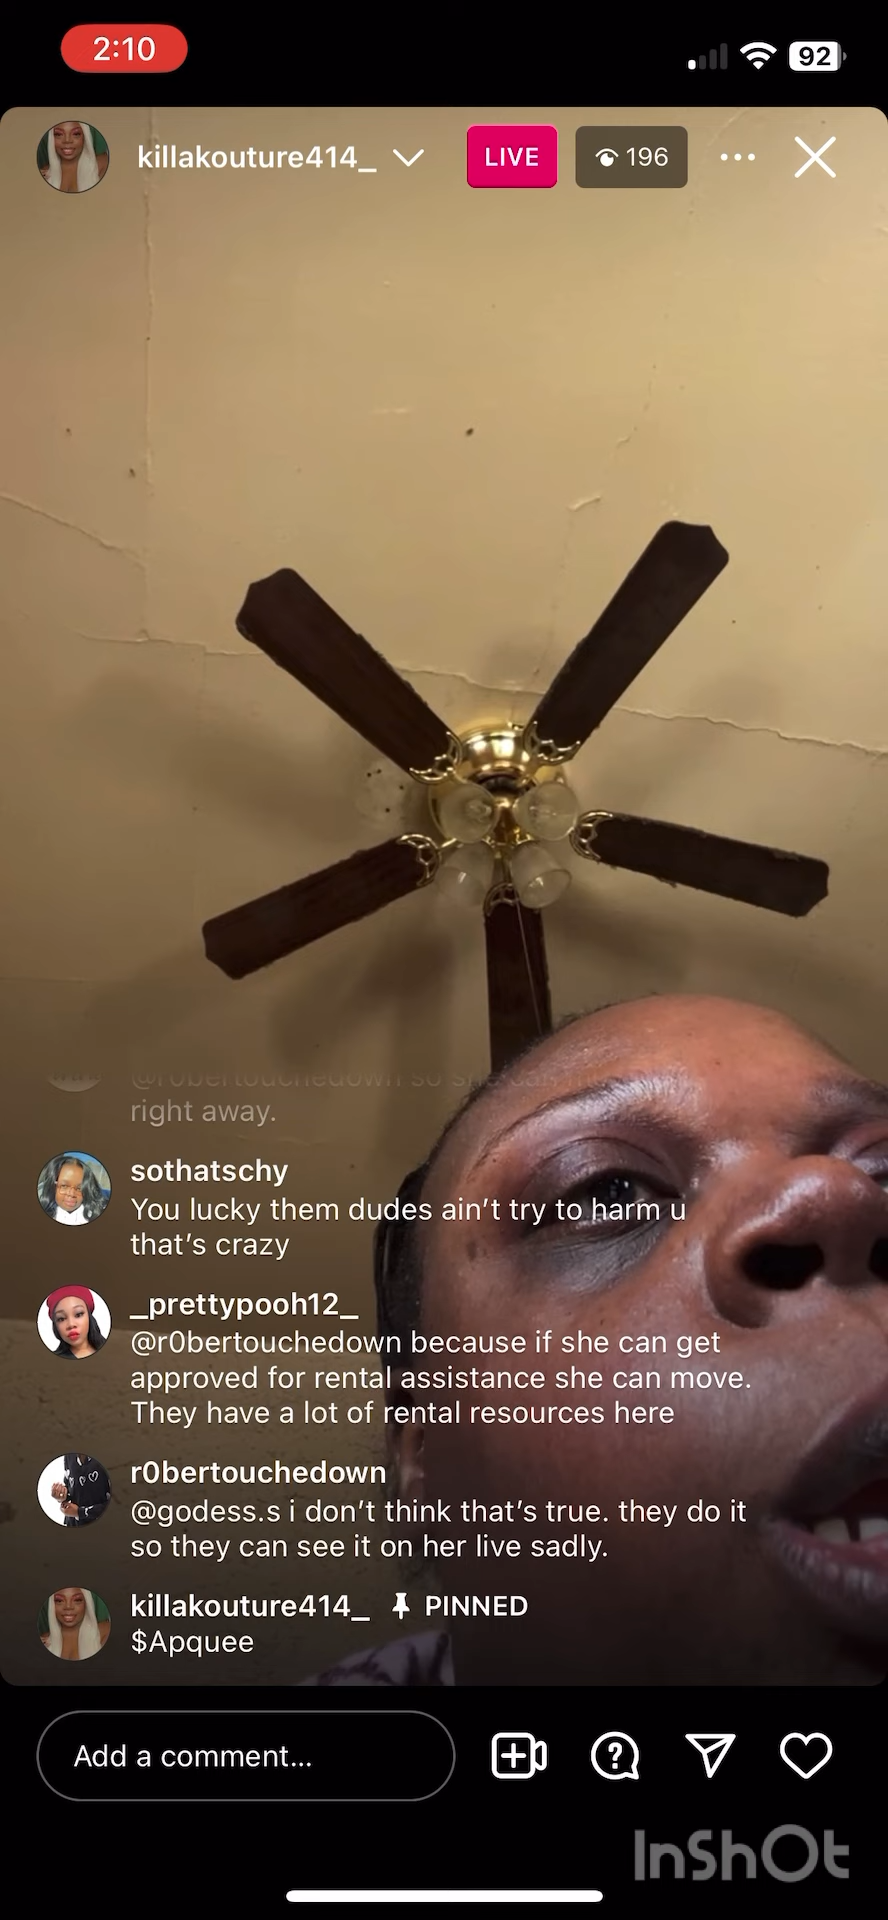 2:10
92
killakouture414_
LIVE
196
right away.
sothatschy
You lucky them dudes ain’t try to harm u
that’s crazy
_prettypooh12_
@r0bertouchedown because if she can get
approved for rental assistance she can move.
They have a lot of rental resources here
r0bertouchedown
@godess.s i don’t think that’s true. they do it
so they can see it on her live sadly.
killakouture414_ PINNED
$Apquee
Add a comment...
InShOt